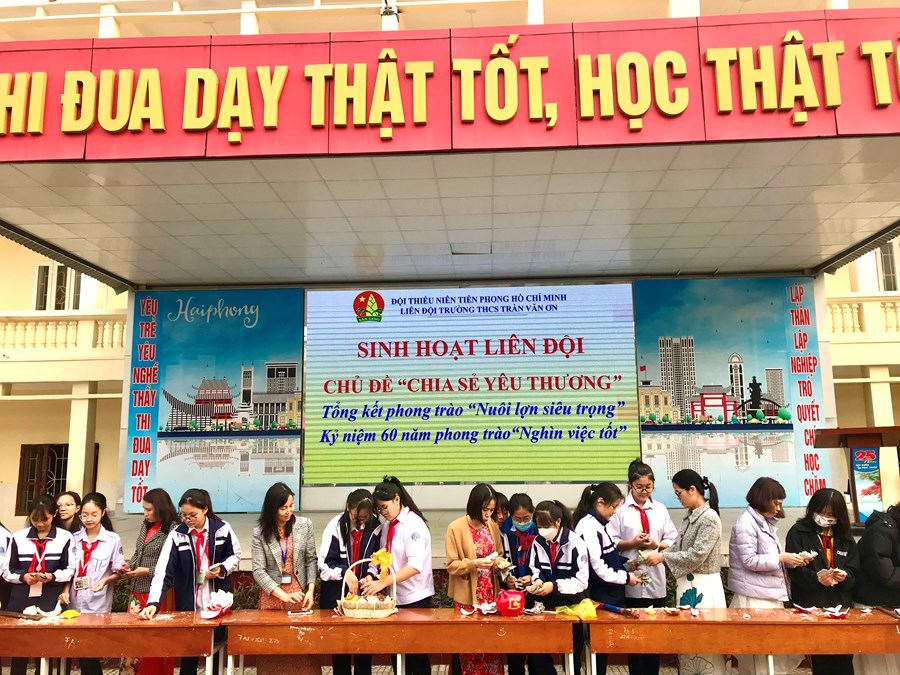 HI ĐUA DẠY THẬT TỐT, HỌC THẬT TỐ
YÊU TRẺ YÊU NGHỀ THẦY THI ĐUA DẠY TỐT
Haiphong
ĐỘI THIẾU NIÊN TIỀN PHONG HỒ CHÍ MINH
LIÊN ĐỘI TRƯỜNG THCS TRẦN VĂN ƠN
SINH HOẠT LIÊN ĐỘI
CHỦ ĐỀ “CHIA SẺ YÊU THƯƠNG”
Tổng kết phong trào “Nuôi lợn siêu trọng”
Kỷ niệm 60 năm phong trào“Nghìn việc tốt”
LẬP THÂN LẬP NGHIỆP TRÒ QUYẾT CHÍ HỌC CHĂM
25
7A